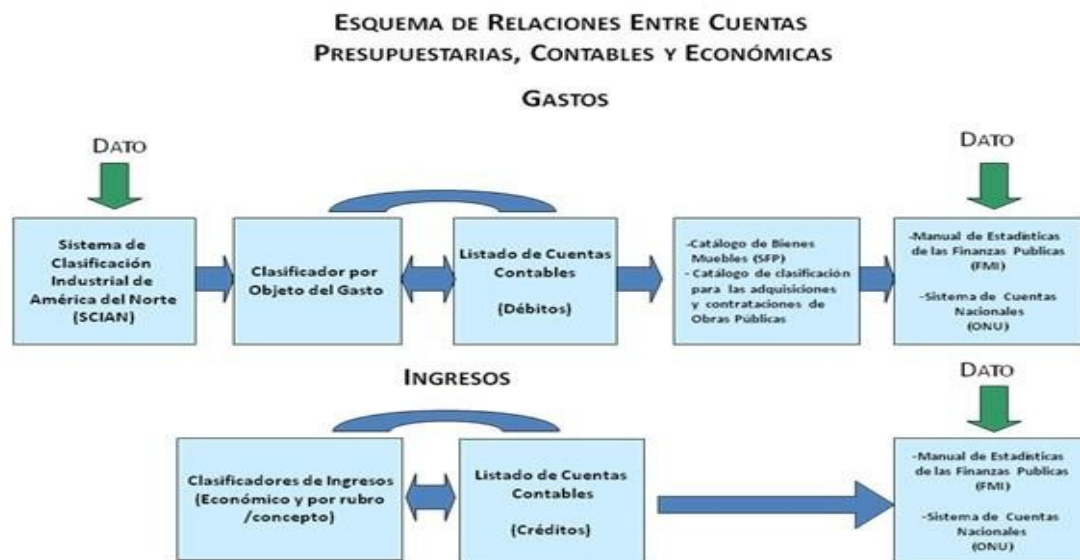 ESQUEMA DE RELACIONES ENTRE CUENTAS
PRESUPUESTARIAS, CONTABLES Y ECONÓMICAS
GASTOS
DATO
DATO
Sistema de
Clasificación
Industrial de
América del Norte
(SCIAN)
Clasificador por
Objeto del Gasto
Listado de Cuentas
Contables
(Débitos)
-Catálogo de Bienes
Muebles (SFP)
- Catálogo de clasificación
para las adquisiciones
y contrataciones de
Obras Públicas
-Manual de Estadísticas
de las Finanzas Publicas
(FMI)
-Sistema de Cuentas
Nacionales
(ONU)
INGRESOS
DATO
Clasificadores de Ingresos
(Económico y por rubro
/concepto)
Listado de Cuentas
Contables
(Créditos)
-Manual de Estadísticas
de las Finanzas Publicas
(FMI)
-Sistema de Cuentas
Nacionales
(ONU)